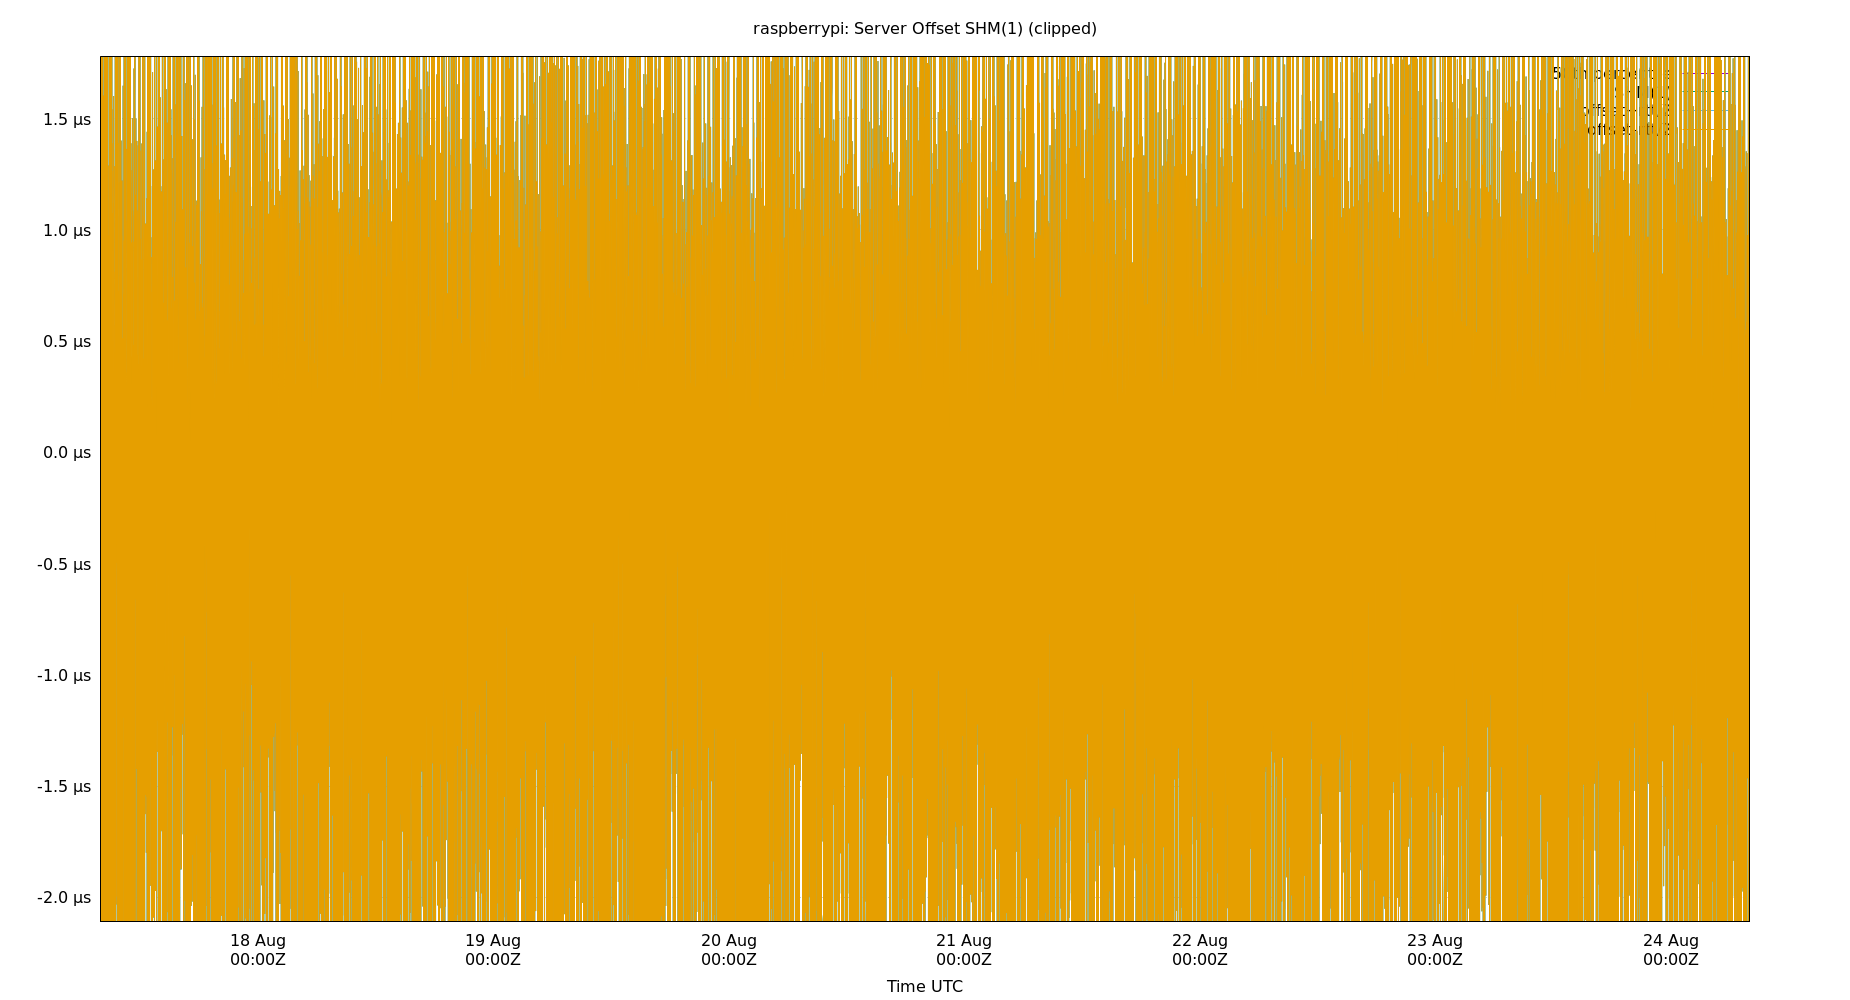 raspberrypi: Server Offset SHM(1) (clipped)
1.5 µs
1.0 µs
0.5 µs
0.0 µs
-0.5 µs
-1.0 µs
-1.5 µs
-2.0 µs
18 Aug 19 Aug 20 Aug 21 Aug 22 Aug 23 Aug 24 Aug
00:00Z 00:00Z 00:00Z 00:00Z 00:00Z 00:00Z 00:00Z
Time UTC